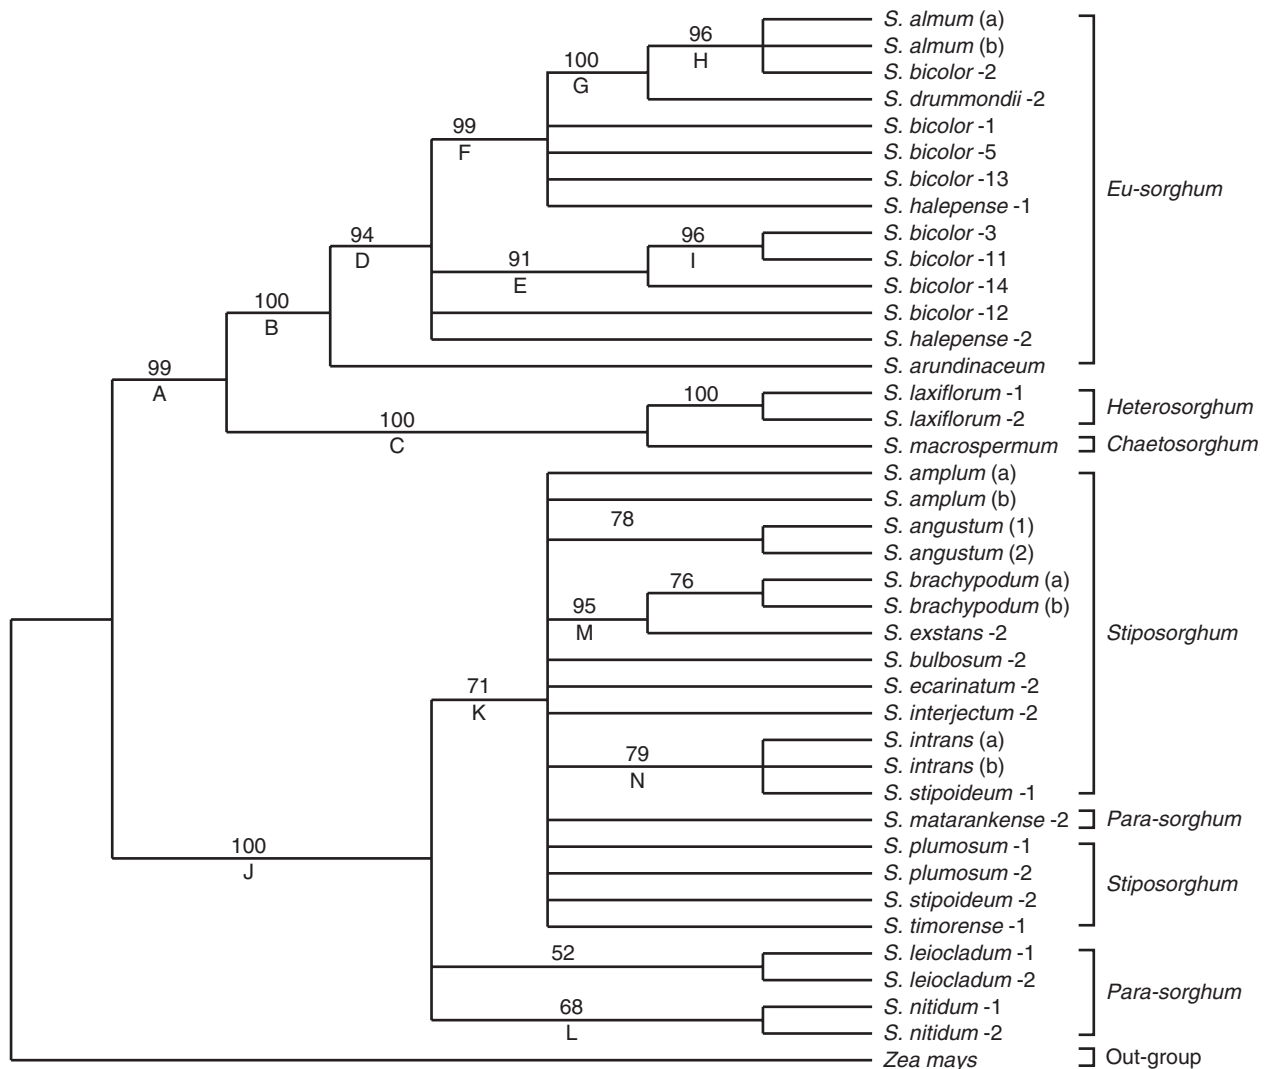 S. almum (a)
96
S. almum (b)
H
100
S. bicolor -2
G
S. drummondii -2
99
S. bicolor -1
F
S. bicolor -5
S. bicolor -13
Eu-sorghum
S. halepense -1
94
96
S. bicolor -3
D
91
I
S. bicolor -11
E
S. bicolor -14
100
S. bicolor -12
B
S. halepense -2
99
S. arundinaceum
A
100
S. laxiflorum -1
Heterosorghum
100
S. laxiflorum -2
C
S. macrospermum
Chaetosorghum
S. amplum (a)
S. amplum (b)
78
S. angustum (1)
S. angustum (2)
76
S. brachypodum (a)
95
S. brachypodum (b)
M
S. exstans -2
Stiposorghum
S. bulbosum -2
71
S. ecarinatum -2
K
S. interjectum -2
S. intrans (a)
79
S. intrans (b)
N
S. stipoideum -1
S. matarankense -2
Para-sorghum
100
S. plumosum -1
J
S. plumosum -2
Stiposorghum
S. stipoideum -2
S. timorense -1
52
S. leiocladum -1
S. leiocladum -2
Para-sorghum
68
S. nitidum -1
L
S. nitidum -2
Zea mays
Out-group